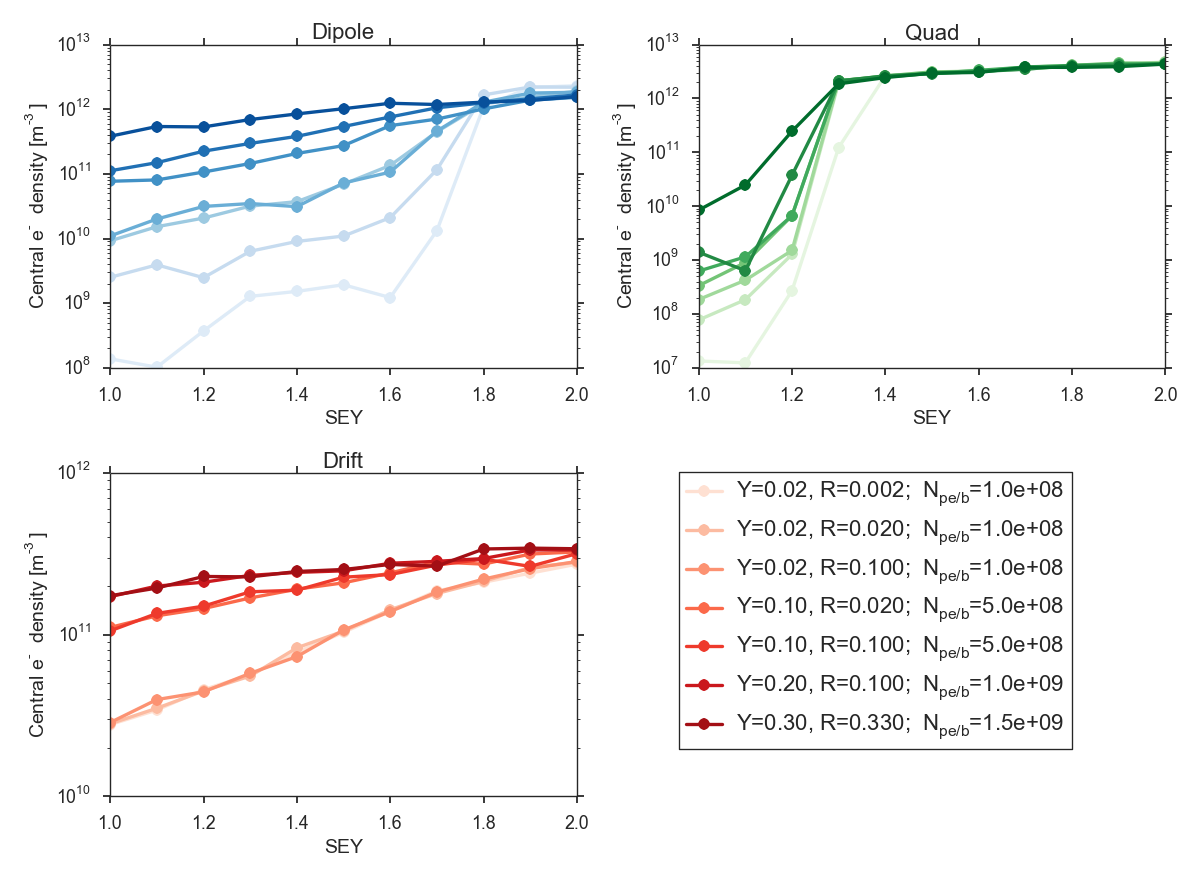 Dipole
10^13
10^12
10^11
10^10
10^9
10^8
Central e^- density [m^-3]
1.0 1.2 1.4 1.6 1.8 2.0
SEY
Quad
10^13
10^12
10^11
10^10
10^9
10^8
10^7
Central e^- density [m^-3]
1.0 1.2 1.4 1.6 1.8 2.0
SEY
Drift
10^12
10^11
10^10
Central e^- density [m^-3]
1.0 1.2 1.4 1.6 1.8 2.0
SEY
Y=0.02, R=0.002; N_pe/b=1.0e+08
Y=0.02, R=0.020; N_pe/b=1.0e+08
Y=0.02, R=0.100; N_pe/b=1.0e+08
Y=0.10, R=0.020; N_pe/b=5.0e+08
Y=0.10, R=0.100; N_pe/b=5.0e+08
Y=0.20, R=0.100; N_pe/b=1.0e+09
Y=0.30, R=0.330; N_pe/b=1.5e+09